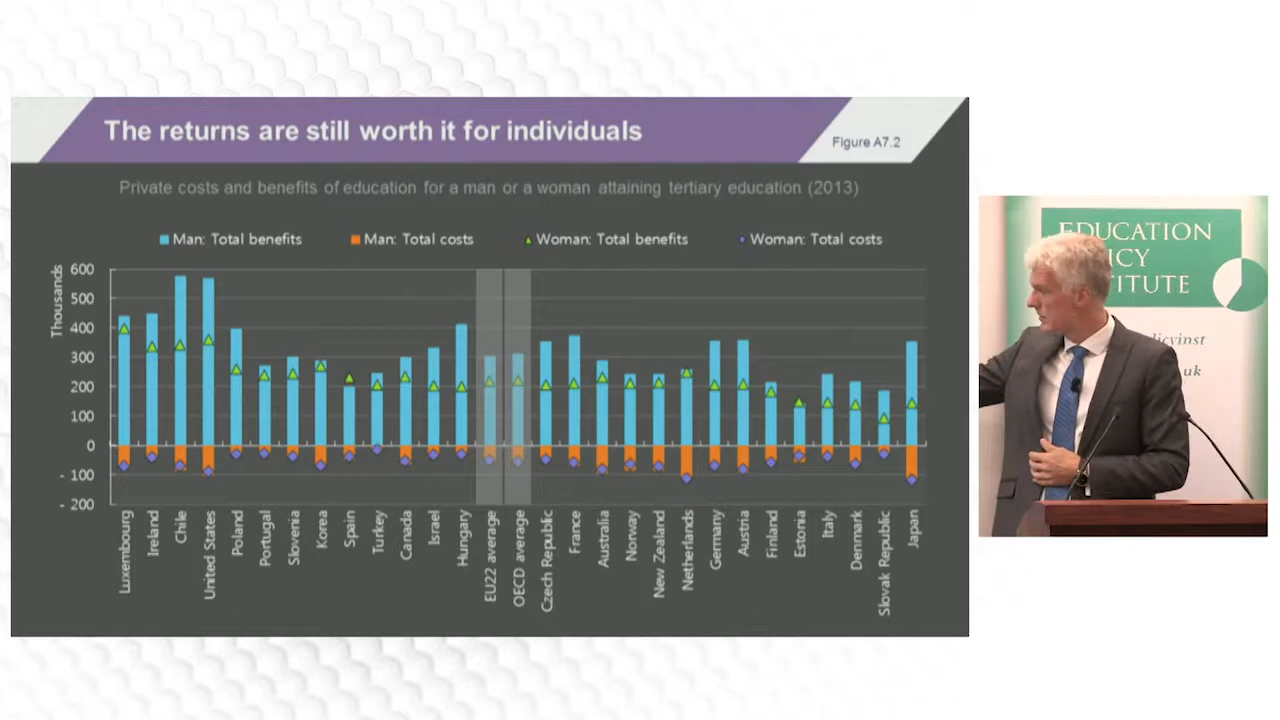 The returns are still worth it for individuals
Figure A7.2
Private costs and benefits of education for a man or a woman attaining tertiary education (2013)
Man: Total benefits
Man: Total costs
Woman: Total benefits
Woman: Total costs
Thousands
600
500
400
300
200
100
0
- 100
- 200
Luxembourg
Ireland
Chile
United States
Poland
Portugal
Slovenia
Korea
Spain
Turkey
Canada
Israel
Hungary
EU22 average
OECD average
Czech Republic
France
Australia
Norway
New Zealand
Netherlands
Germany
Austria
Finland
Estonia
Italy
Denmark
Slovak Republic
Japan
EDUCATION